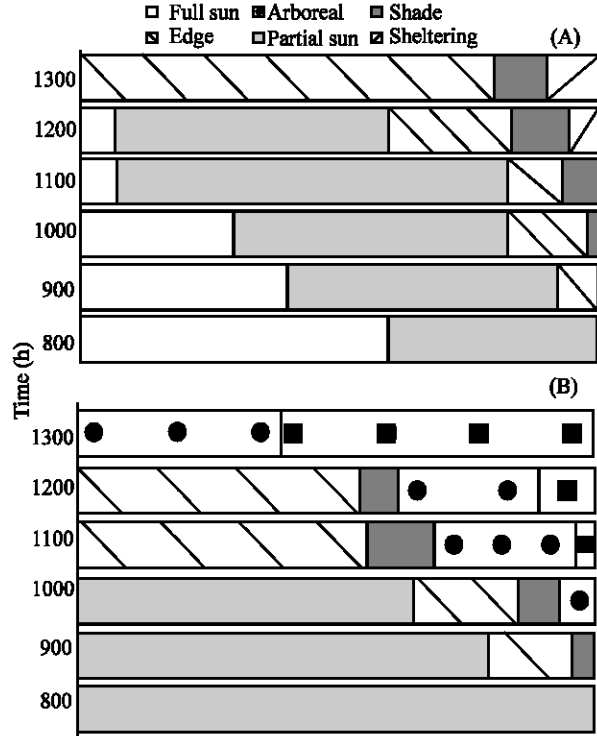 Full sun Arboreal Shade
Edge Partial sun Sheltering
(A)
1300
1200
1100
1000
900
800
Time (h)
(B)
1300
1200
1100
1000
900
800